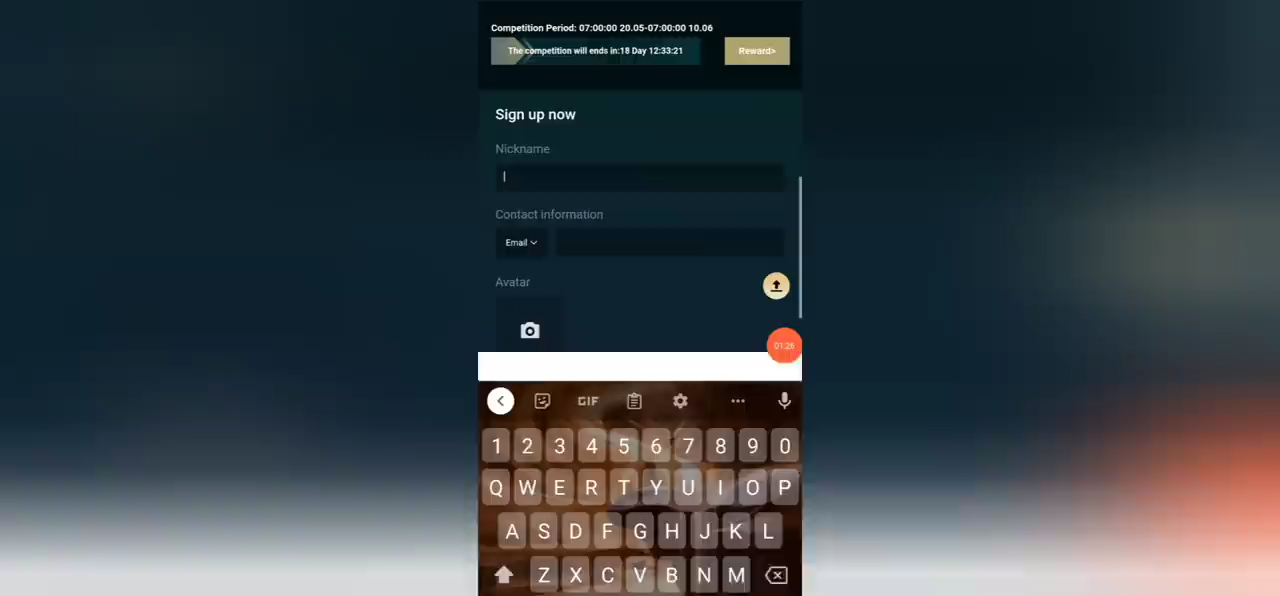 Competition Period: 07:00:00 20.05-07:00:00 10.06
The competition will ends in:18 Day 12:33:21
Reward>
Sign up now
Nickname
Contact information
Email
Avatar
01:26
GIF
1 2 3 4 5 6 7 8 9 0
Q W E R T Y U I O P
A S D F G H J K L
Z X C V B N M